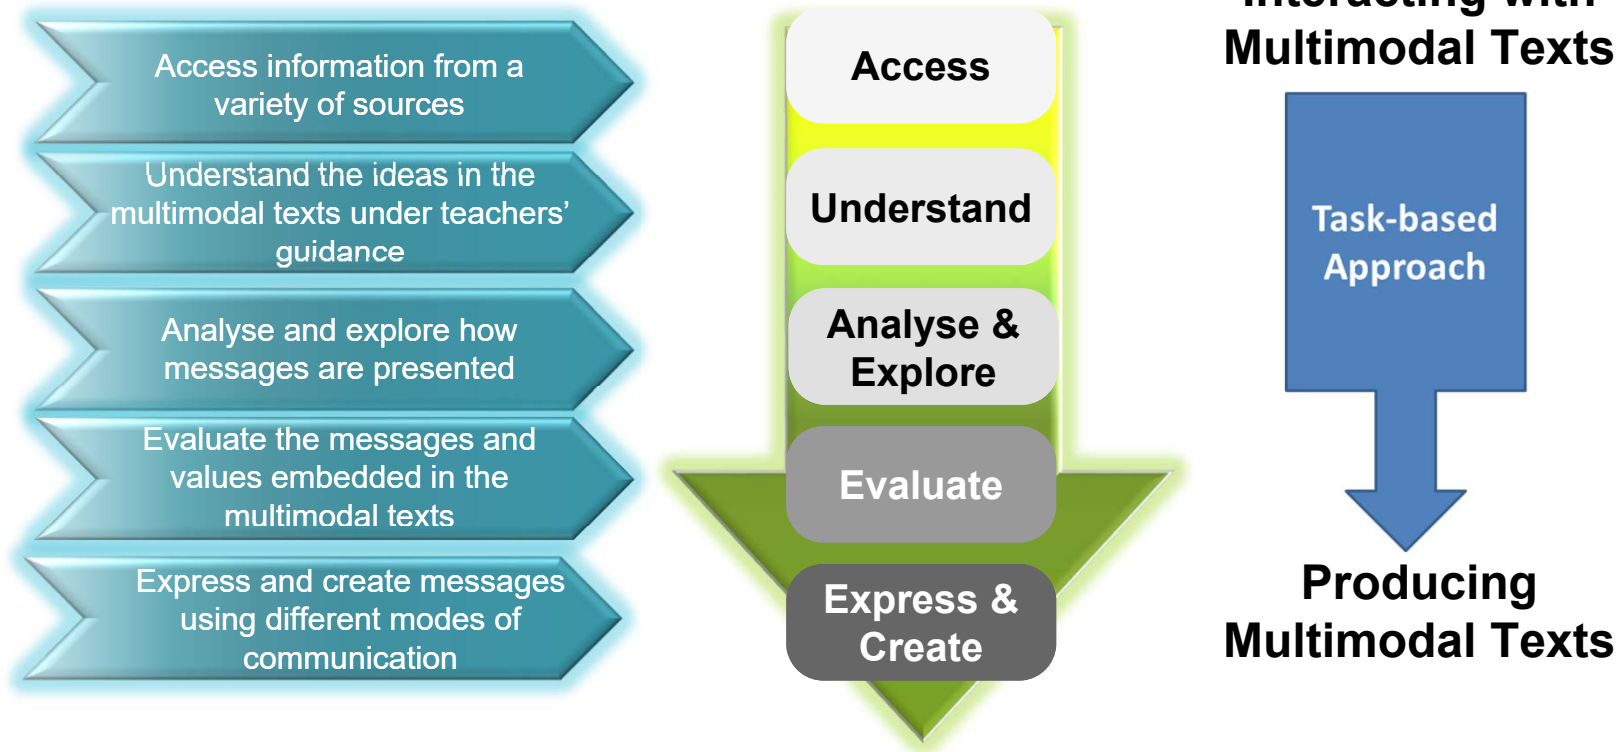 Access information from a
variety of sources
Understand the ideas in the
multimodal texts under teachers’
guidance
Analyse and explore how
messages are presented
Evaluate the messages and
values embedded in the
multimodal texts
Express and create messages
using different modes of
communication
Access
Understand
Analyse &
Explore
Evaluate
Express &
Create
Interacting with
Multimodal Texts
Task-based
Approach
Producing
Multimodal Texts